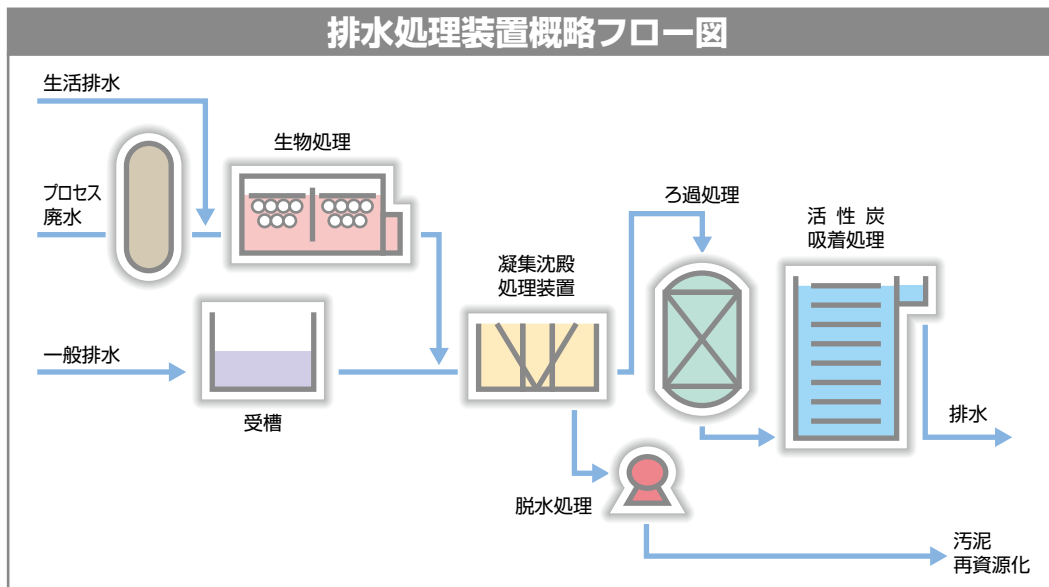 排水処理装置概略フロー図
生活排水
生物処理
プロセス
廃水
ろ過処理
活性炭
吸着処理
凝集沈殿
処理装置
一般排水
受槽
排水
脱水処理
汚泥
再資源化